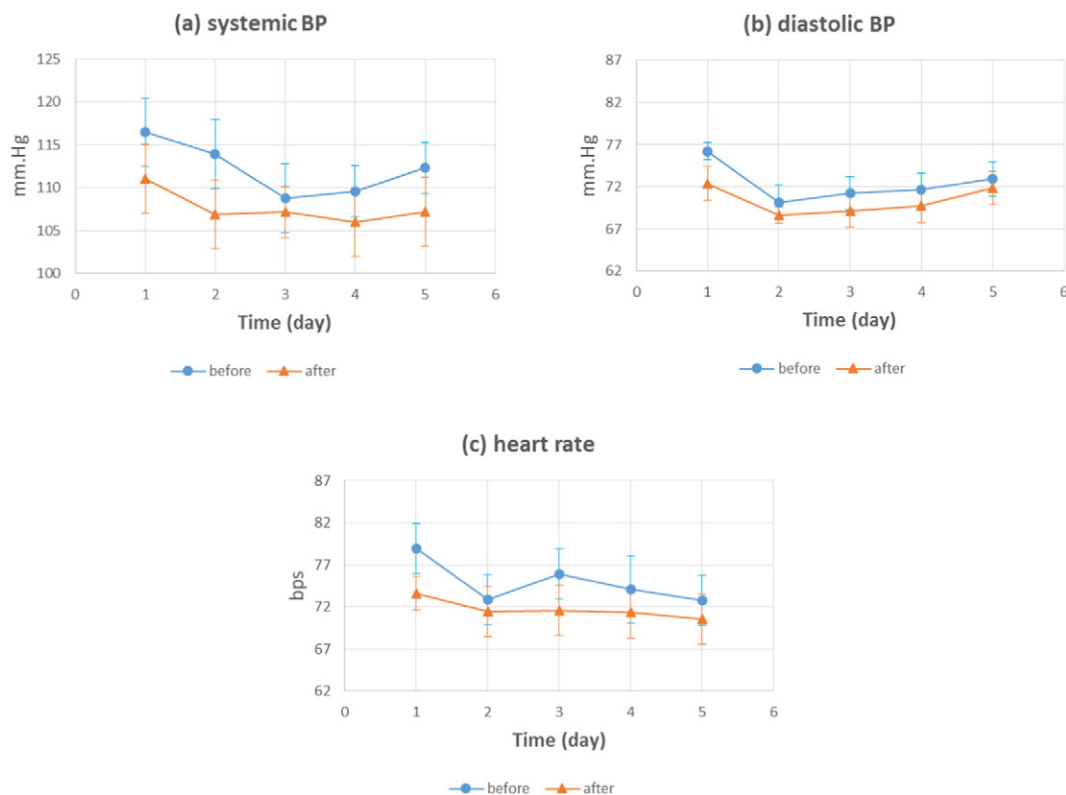 (a) systemic BP
125
120
115
110
105
100
mm.Hg
0 1 2 3 4 5 6
Time (day)
before after
(b) diastolic BP
87
82
77
72
67
62
mm.Hg
0 1 2 3 4 5 6
Time (day)
before after
(c) heart rate
87
82
77
72
67
62
bps
0 1 2 3 4 5 6
Time (day)
before after